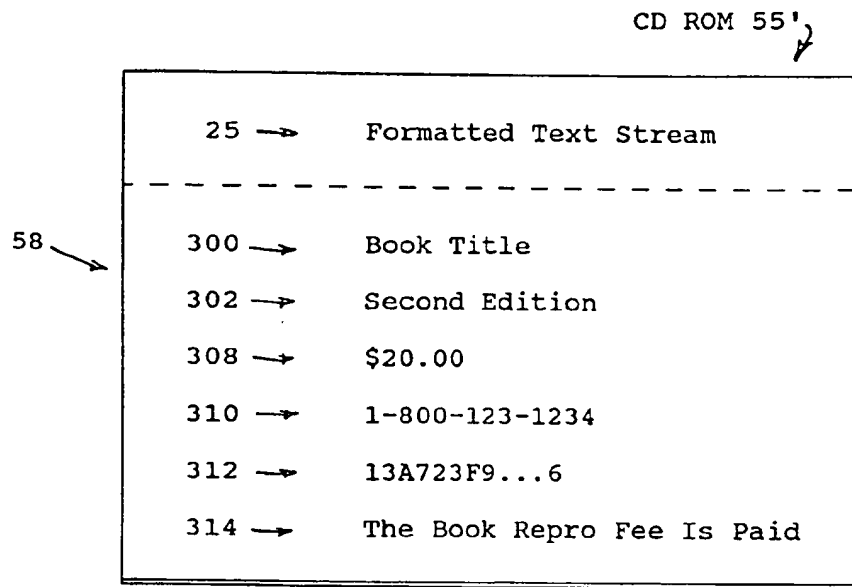 CD ROM 55'
25 Formatted Text Stream
58
300 Book Title
302 Second Edition
308 $20.00
310 1-800-123-1234
312 13A723F9...6
314 The Book Repro Fee Is Paid